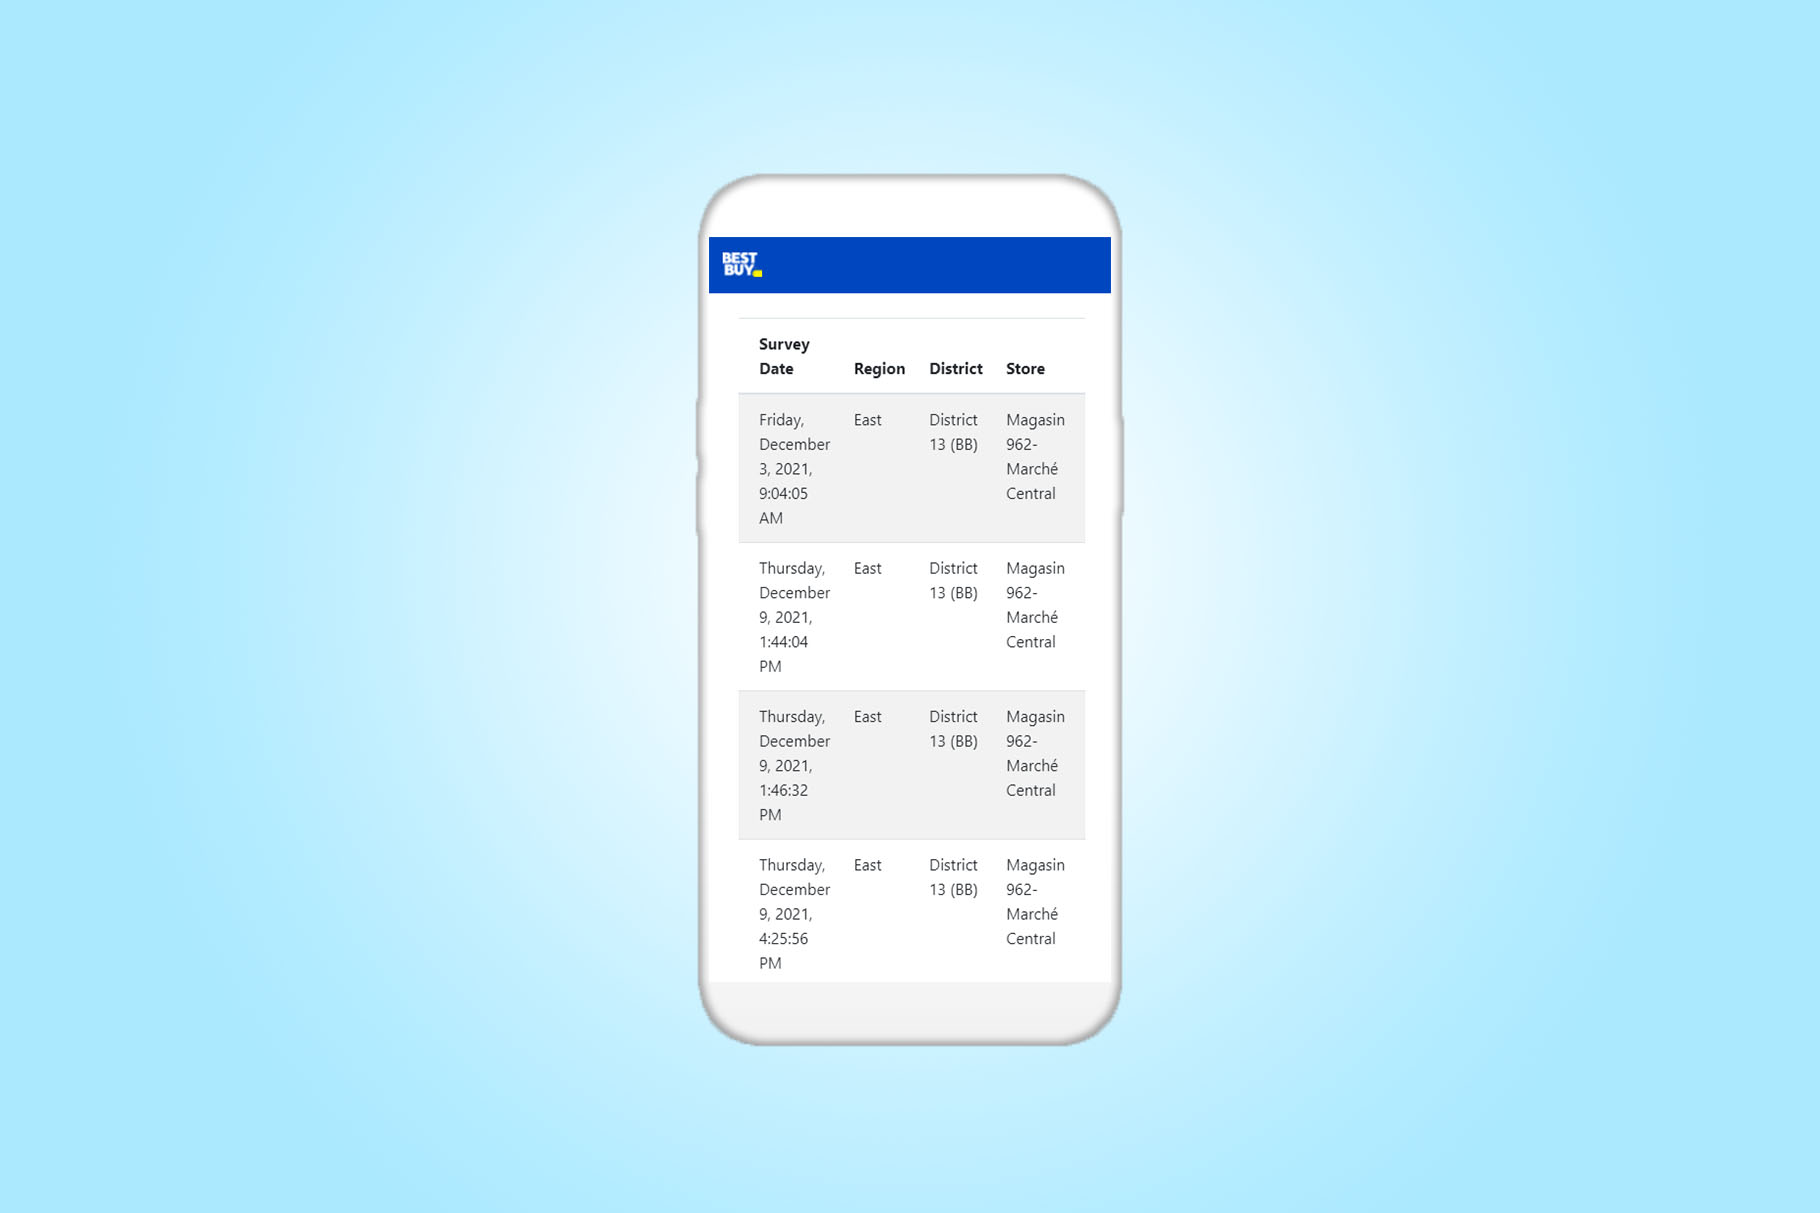 BEST
BUY
Survey
Date Region District Store
Friday, East District Magasin
December 13 (BB) 962-
3, 2021, Marché
9:04:05 Central
AM
Thursday, East District Magasin
December 13 (BB) 962-
9, 2021, Marché
1:44:04 Central
PM
Thursday, East District Magasin
December 13 (BB) 962-
9, 2021, Marché
1:46:32 Central
PM
Thursday, East District Magasin
December 13 (BB) 962-
9, 2021, Marché
4:25:56 Central
PM